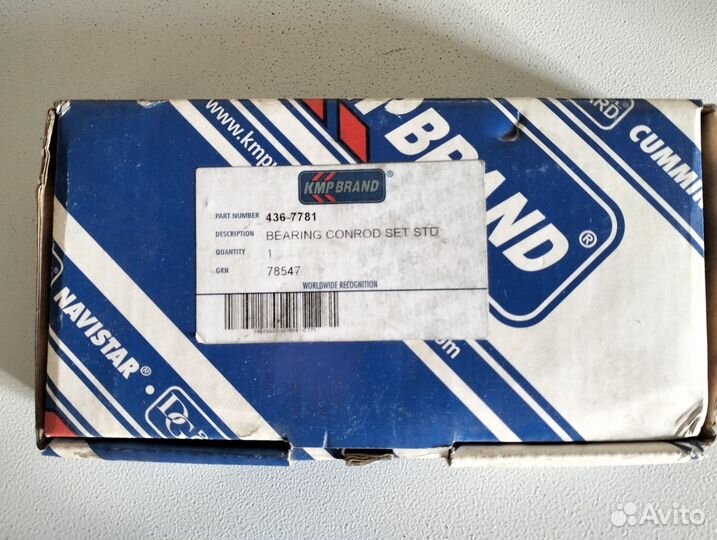 www.kmp
BRAND®
CUMMIN
KMP BRAND®
PART NUMBER 436-7781
DESCRIPTION BEARING CONROD SET STD
QUANTITY 1
GRN 78547
WORLDWIDE RECOGNITION
.com
NAVISTAR®
Avito